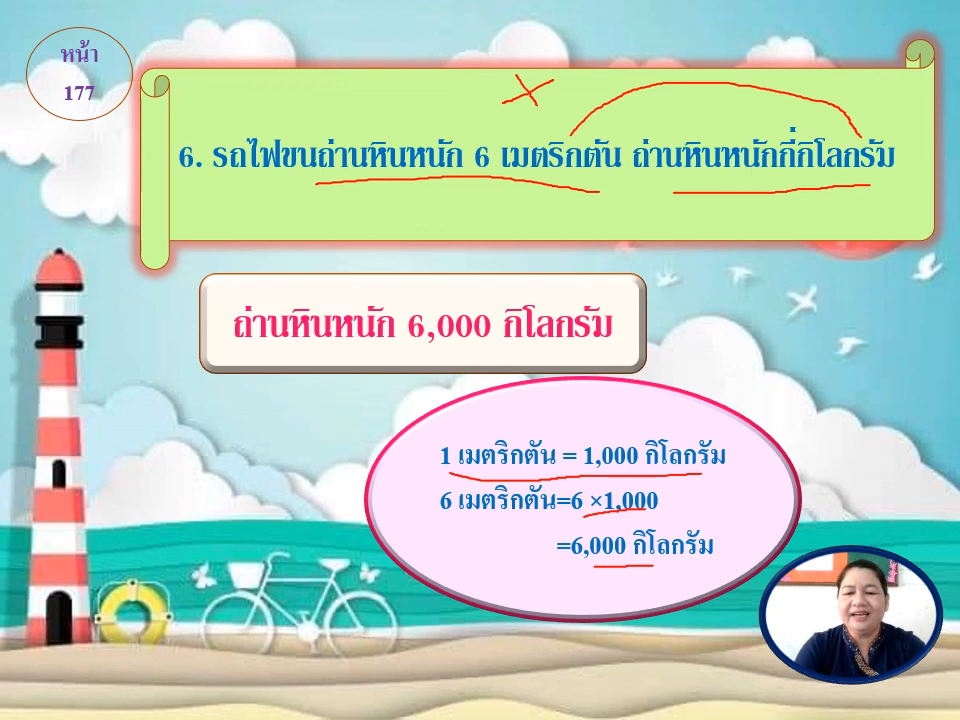 หน้า
177
6. รถไฟขนถ่านหินหนัก 6 เมตริกตัน ถ่านหินหนักกี่กิโลกรัม
ถ่านหินหนัก 6,000 กิโลกรัม
1 เมตริกตัน = 1,000 กิโลกรัม
6 เมตริกตัน=6 ×1,000
=6,000 กิโลกรัม